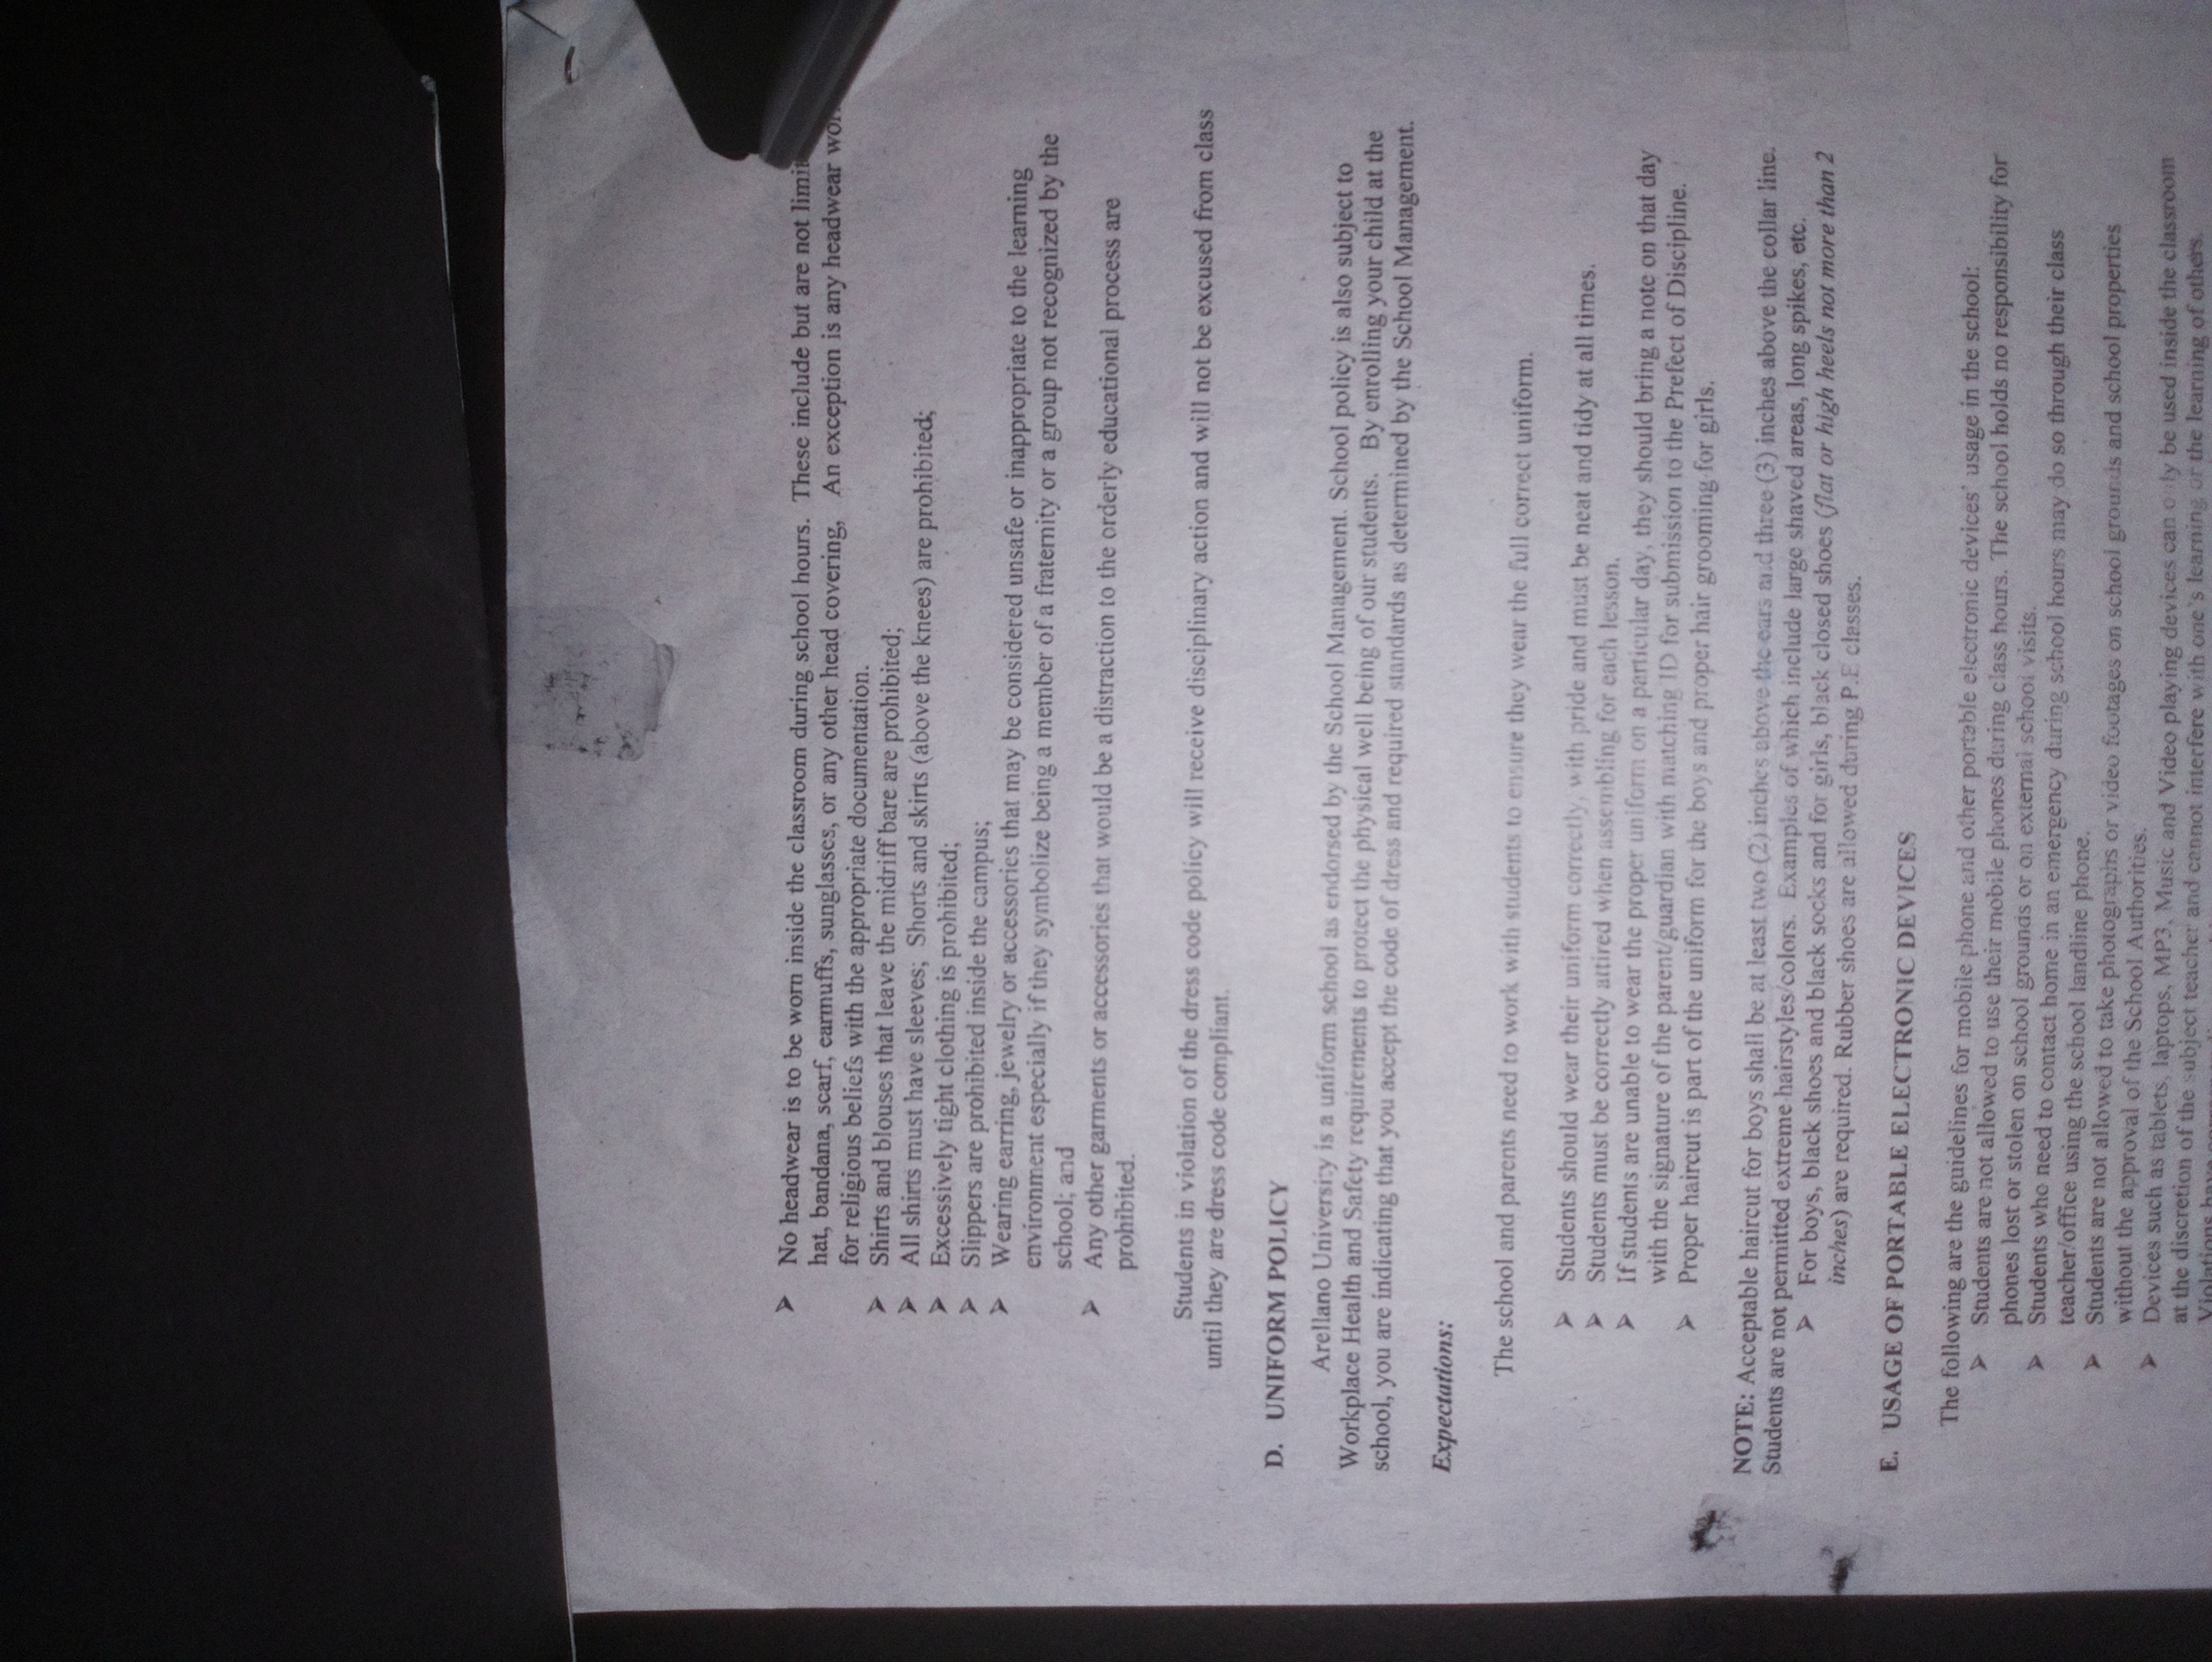 ➤ No headwear is to be worn inside the classroom during school hours. These include but are not
hat, bandana, scarf, earmuffs, sunglasses, or any other head covering, An exception is any headwear
for religious beliefs with the appropriate documentation.
➤ Shirts and blouses that leave the midriff bare are prohibited;
➤ All shirts must have sleeves; Shorts and skirts (above the knees) are prohibited;
➤ Excessively tight clothing is prohibited;
➤ Slippers are prohibited inside the campus;
➤ Wearing earring, jewelry or accessories that may be considered unsafe or inappropriate to the learning
environment especially if they symbolize being a member of a fraternity or a group not recognized by the
school; and
➤ Any other garments or accessories that would be a distraction to the orderly educational process are
prohibited.
Students in violation of the dress code policy will receive disciplinary action and will not be excused from class
until they are dress code compliant.
D. UNIFORM POLICY
Arellano University is a uniform school as endorsed by the School Management. School policy is also subject to
Workplace Health and Safety requirements to protect the physical well being of our students. By enrolling your child at the
school, you are indicating that you accept the code of dress and required standards as determined by the School Management.
Expectations:
The school and parents need to work with students to ensure they wear the full correct uniform.
➤ Students should wear their uniform correctly, with pride and must be neat and tidy at all times.
➤ Students must be correctly attired when assembling for each lesson.
➤ If students are unable to wear the proper uniform on a particular day, they should bring a note on that day
with the signature of the parent/guardian with matching ID for submission to the Prefect of Discipline.
➤ Proper haircut is part of the uniform for the boys and proper hair grooming for girls.
NOTE: Acceptable haircut for boys shall be at least two (2) inches above the ears and three (3) inches above the collar line.
Students are not permitted extreme hairstyles/colors. Examples of which include large shaved areas, long spikes, etc.
➤ For boys, black shoes and black socks and for girls, black closed shoes (flat or high heels not more than 2
inches) are required. Rubber shoes are allowed during P.E classes.
E. USAGE OF PORTABLE ELECTRONIC DEVICES
The following are the guidelines for mobile phone and other portable electronic devices' usage in the school:
➤ Students are not allowed to use their mobile phones during class hours. The school holds no responsibility for
phones lost or stolen on school grounds or on external school visits.
➤ Students who need to contact home in an emergency during school hours may do so through their class
teacher/office using the school landline phone.
➤ Students are not allowed to take photographs or video footages on school grounds and school properties
without the approval of the School Authorities.
➤ Devices such as tablets, laptops, MP3, Music and Video playing devices can only be used inside the classroom
at the discretion of the subject teacher and cannot interfere with one's learning or the learning of others.